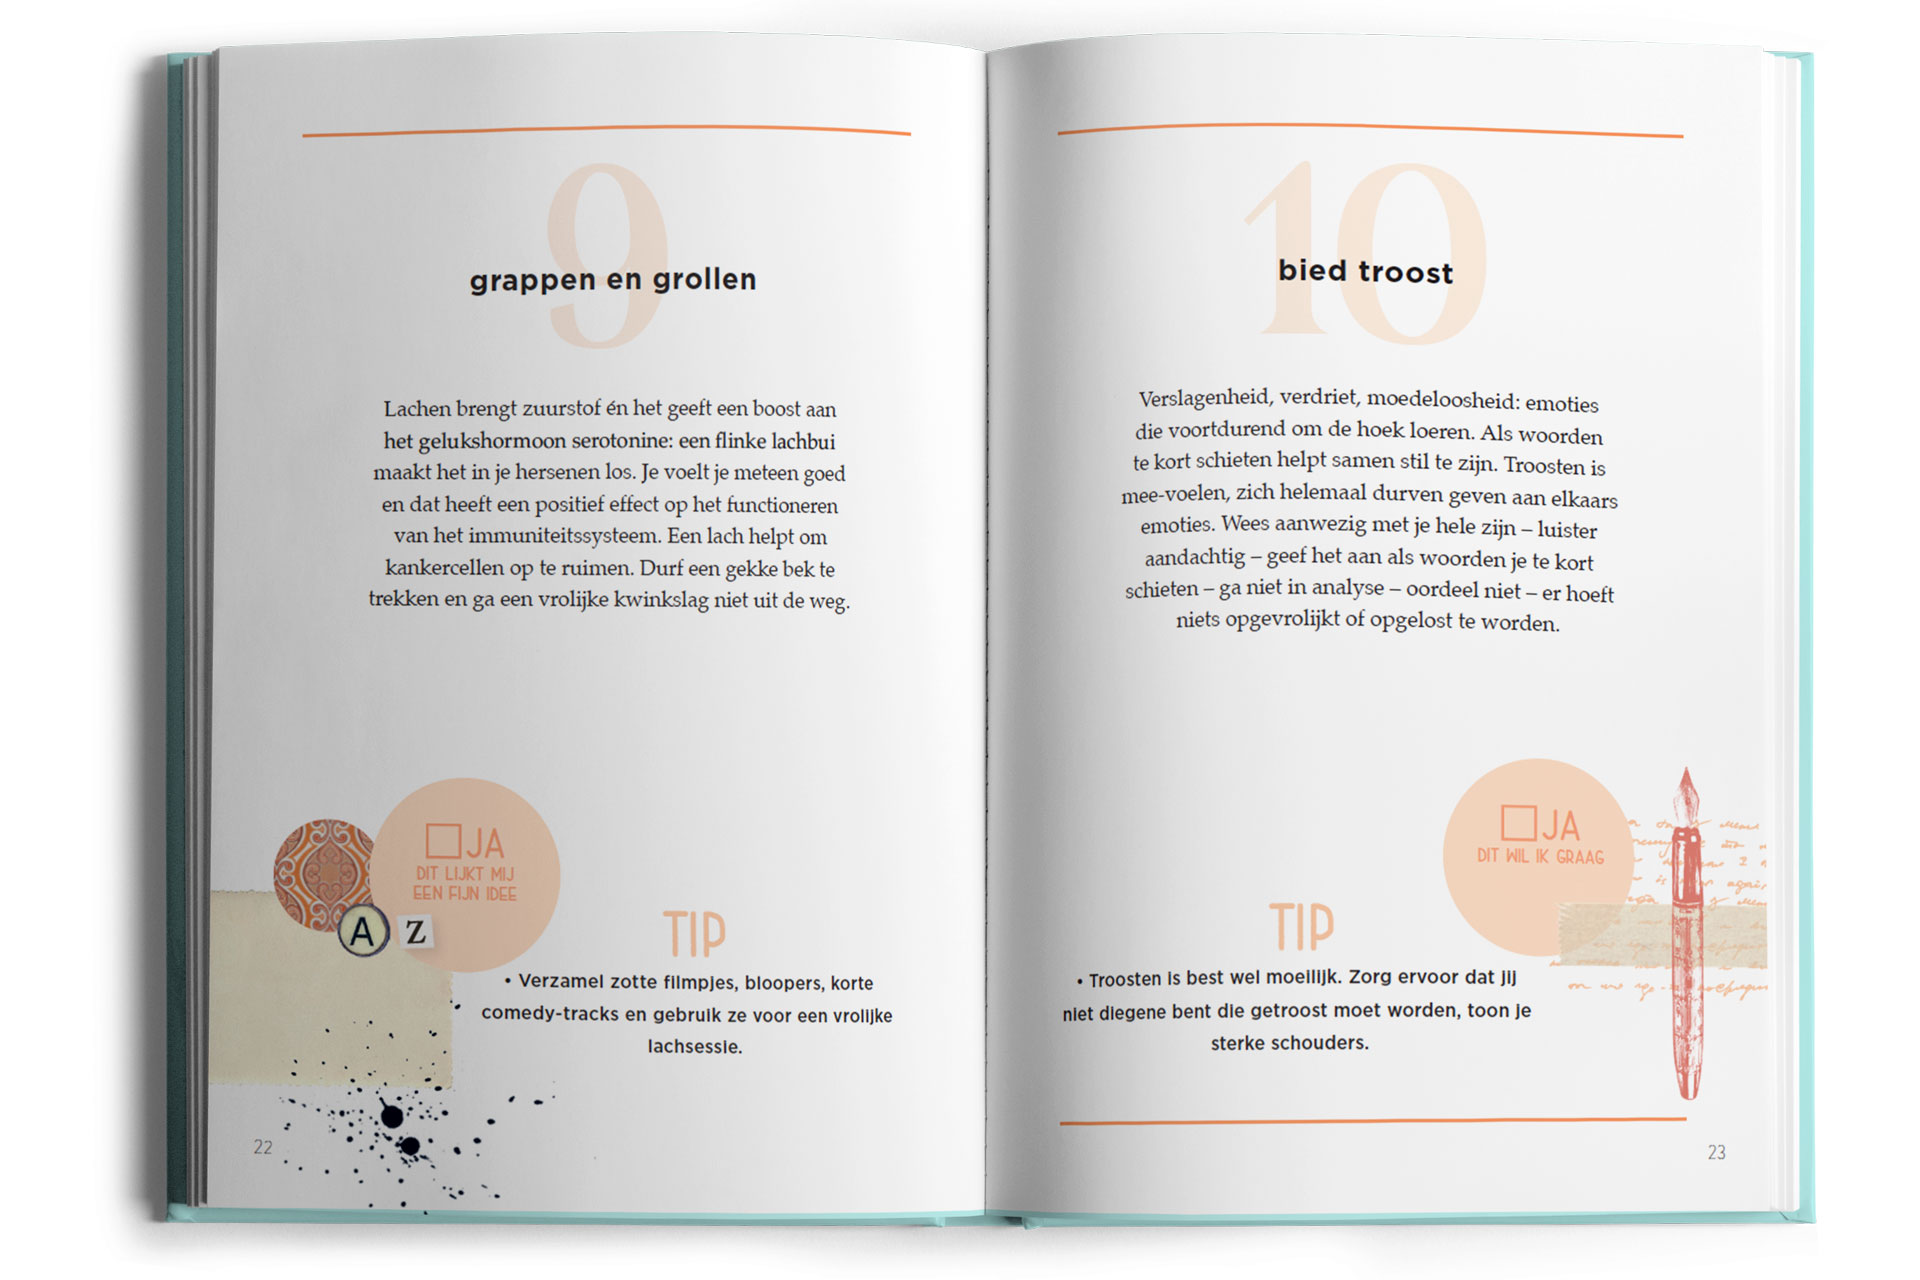 9
grappen en grollen
Lachen brengt zuurstof én het geeft een boost aan
het gelukshormoon serotonine: een flinke lachbui
maakt het in je hersenen los. Je voelt je meteen goed
en dat heeft een positief effect op het functioneren
van het immuniteitssysteem. Een lach helpt om
kankercellen op te ruimen. Durf een gekke bek te
trekken en ga een vrolijke kwinkslag niet uit de weg.
JA
DIT LIJKT MIJ
EEN FIJN IDEE
A Z
TIP
• Verzamel zotte filmpjes, bloopers, korte
comedy-tracks en gebruik ze voor een vrolijke
lachsessie.
22
10
bied troost
Verslagenheid, verdriet, moedeloosheid: emoties
die voortdurend om de hoek loeren. Als woorden
te kort schieten helpt samen stil te zijn. Troosten is
mee-voelen, zich helemaal durven geven aan elkaars
emoties. Wees aanwezig met je hele zijn – luister
aandachtig – geef het aan als woorden je te kort
schieten – ga niet in analyse – oordeel niet – er hoeft
niets opgevrolijkt of opgelost te worden.
JA
DIT WIL IK GRAAG
TIP
• Troosten is best wel moeilijk. Zorg ervoor dat jij
niet diegene bent die getroost moet worden, toon je
sterke schouders.
23